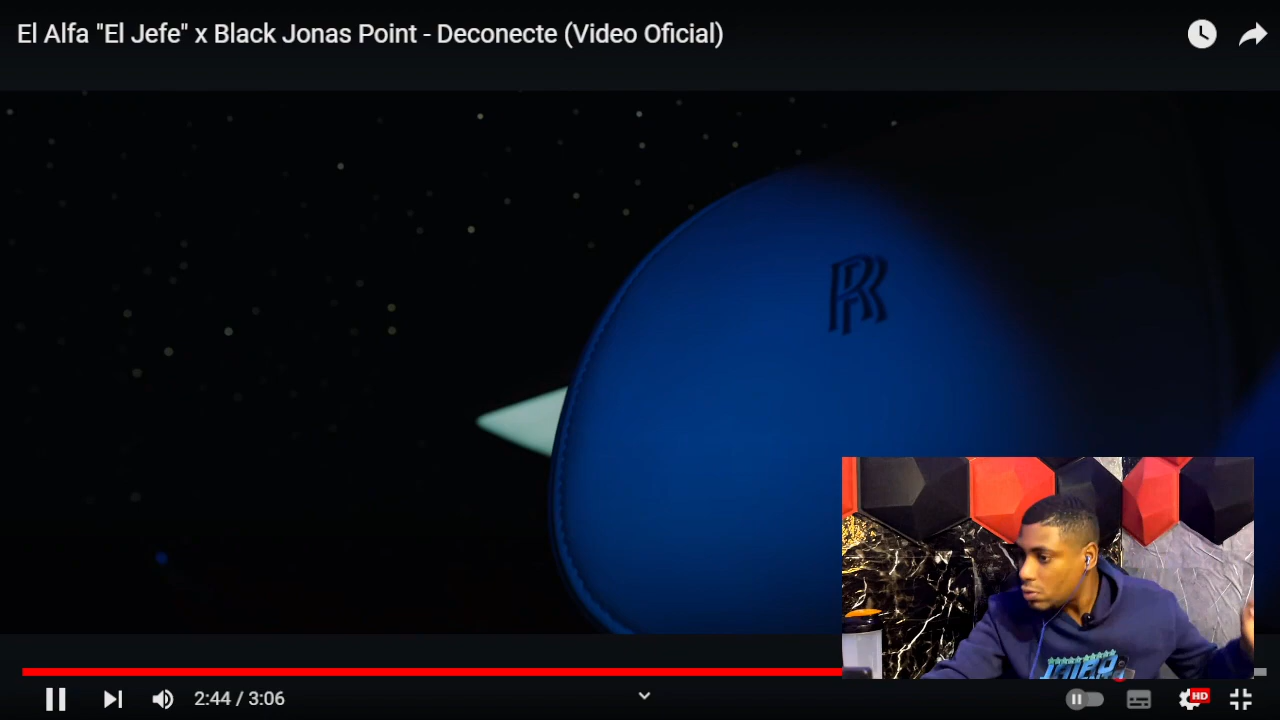 El Alfa "El Jefe" x Black Jonas Point - Deconecte (Video Oficial)
RR
2:44 / 3:06
HD